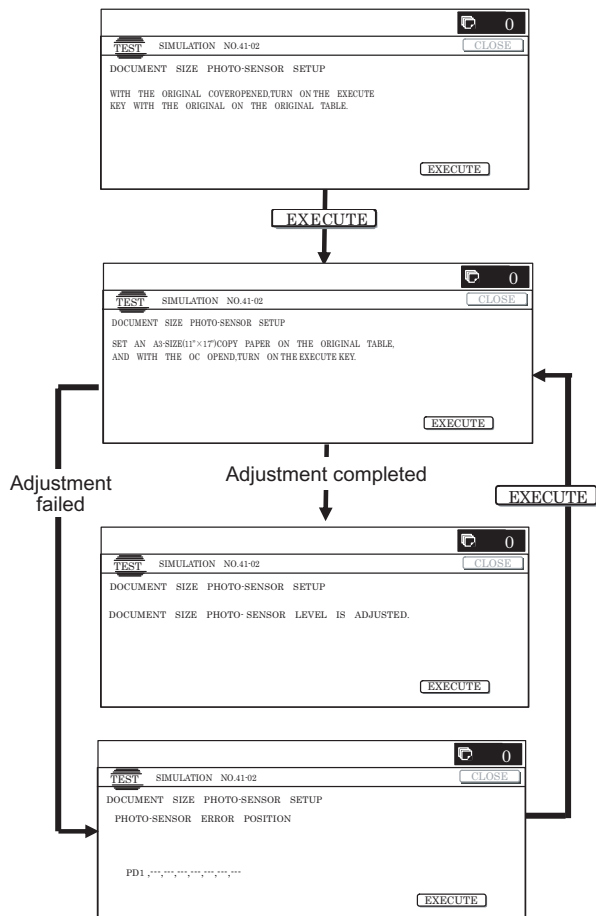 0
TEST SIMULATION NO.41-02 CLOSE
DOCUMENT SIZE PHOTO-SENSOR SETUP
WITH THE ORIGINAL COVEROPENED,TURN ON THE EXECUTE
KEY WITH THE ORIGINAL ON THE ORIGINAL TABLE.
EXECUTE
EXECUTE
0
TEST SIMULATION NO.41-02 CLOSE
DOCUMENT SIZE PHOTO-SENSOR SETUP
SET AN A3-SIZE(11"×17")COPY PAPER ON THE ORIGINAL TABLE,
AND WITH THE OC OPEND,TURN ON THE EXECUTE KEY.
EXECUTE
Adjustment
failed
Adjustment completed
EXECUTE
0
TEST SIMULATION NO.41-02 CLOSE
DOCUMENT SIZE PHOTO-SENSOR SETUP
DOCUMENT SIZE PHOTO- SENSOR LEVEL IS ADJUSTED.
EXECUTE
0
TEST SIMULATION NO.41-02 CLOSE
DOCUMENT SIZE PHOTO-SENSOR SETUP
PHOTO-SENSOR ERROR POSITION
PD1 ,---,---,---,---,---,---,---
EXECUTE